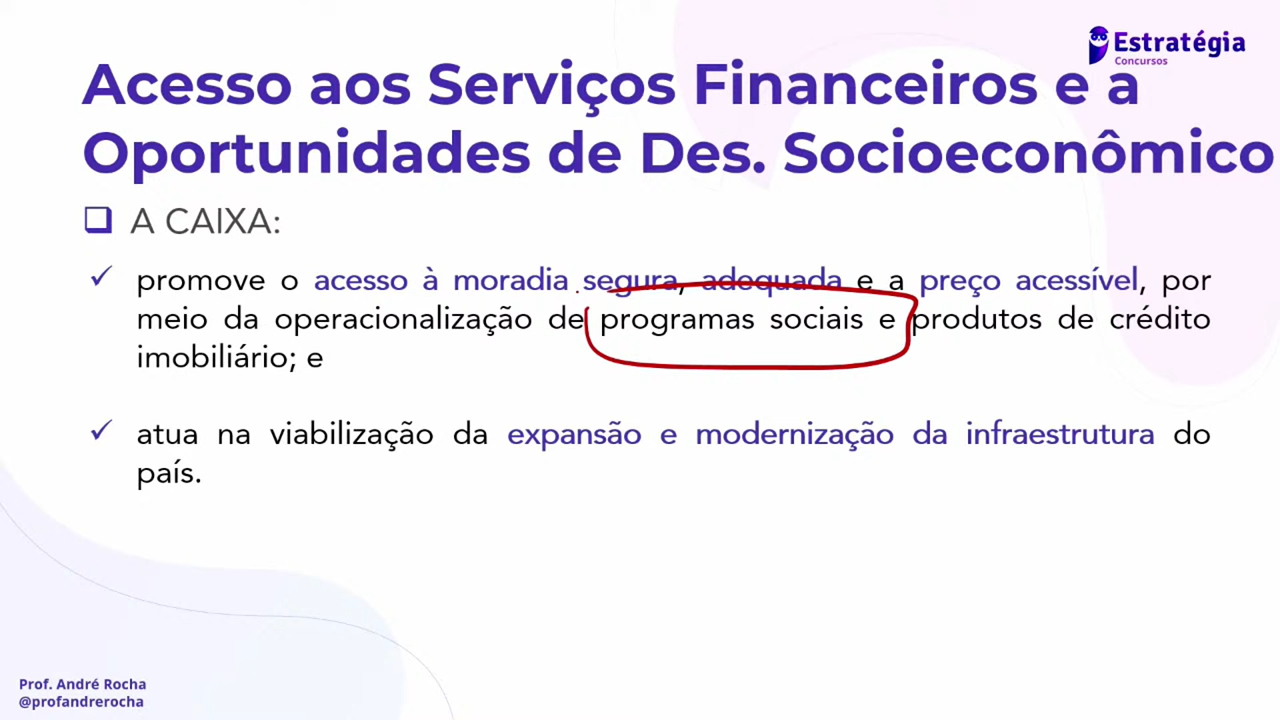 Estratégia
Concursos
Acesso aos Serviços Financeiros e a
Oportunidades de Des. Socioeconômico
A CAIXA:
promove o acesso à moradia segura, adequada e a preço acessível, por
meio da operacionalização de programas sociais e produtos de crédito
imobiliário; e
atua na viabilização da expansão e modernização da infraestrutura do
país.
Prof. André Rocha
@profandrerocha